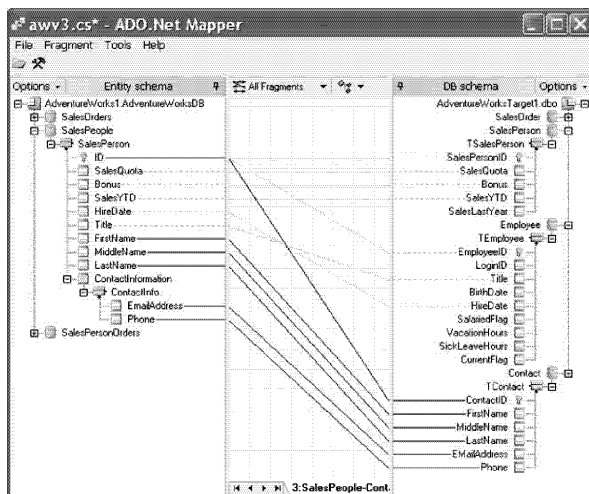 awv3.cs* - ADO.Net Mapper
File Fragment Tools Help
Options Entity schema All Fragments DB schema Options
AdventureWorks1.AdventureWorksDB
SalesOrders
SalesPeople
SalesPerson
ID
SalesQuota
Bonus
SalesYTD
HireDate
Title
FirstName
MiddleName
LastName
ContactInformation
ContactInfo
EmailAddress
Phone
SalesPersonOrders
AdventureWorksTarget1.dbo
SalesOrder
SalesPerson
TSalesPerson
SalesPersonID
SalesQuota
Bonus
SalesYTD
SalesLastYear
Employee
TEmployee
EmployeeID
LoginID
Title
BirthDate
HireDate
SalariedFlag
VacationHours
SickLeaveHours
CurrentFlag
Contact
TContact
ContactID
FirstName
MiddleName
LastName
EMailAddress
Phone
3:SalesPeople-Cont